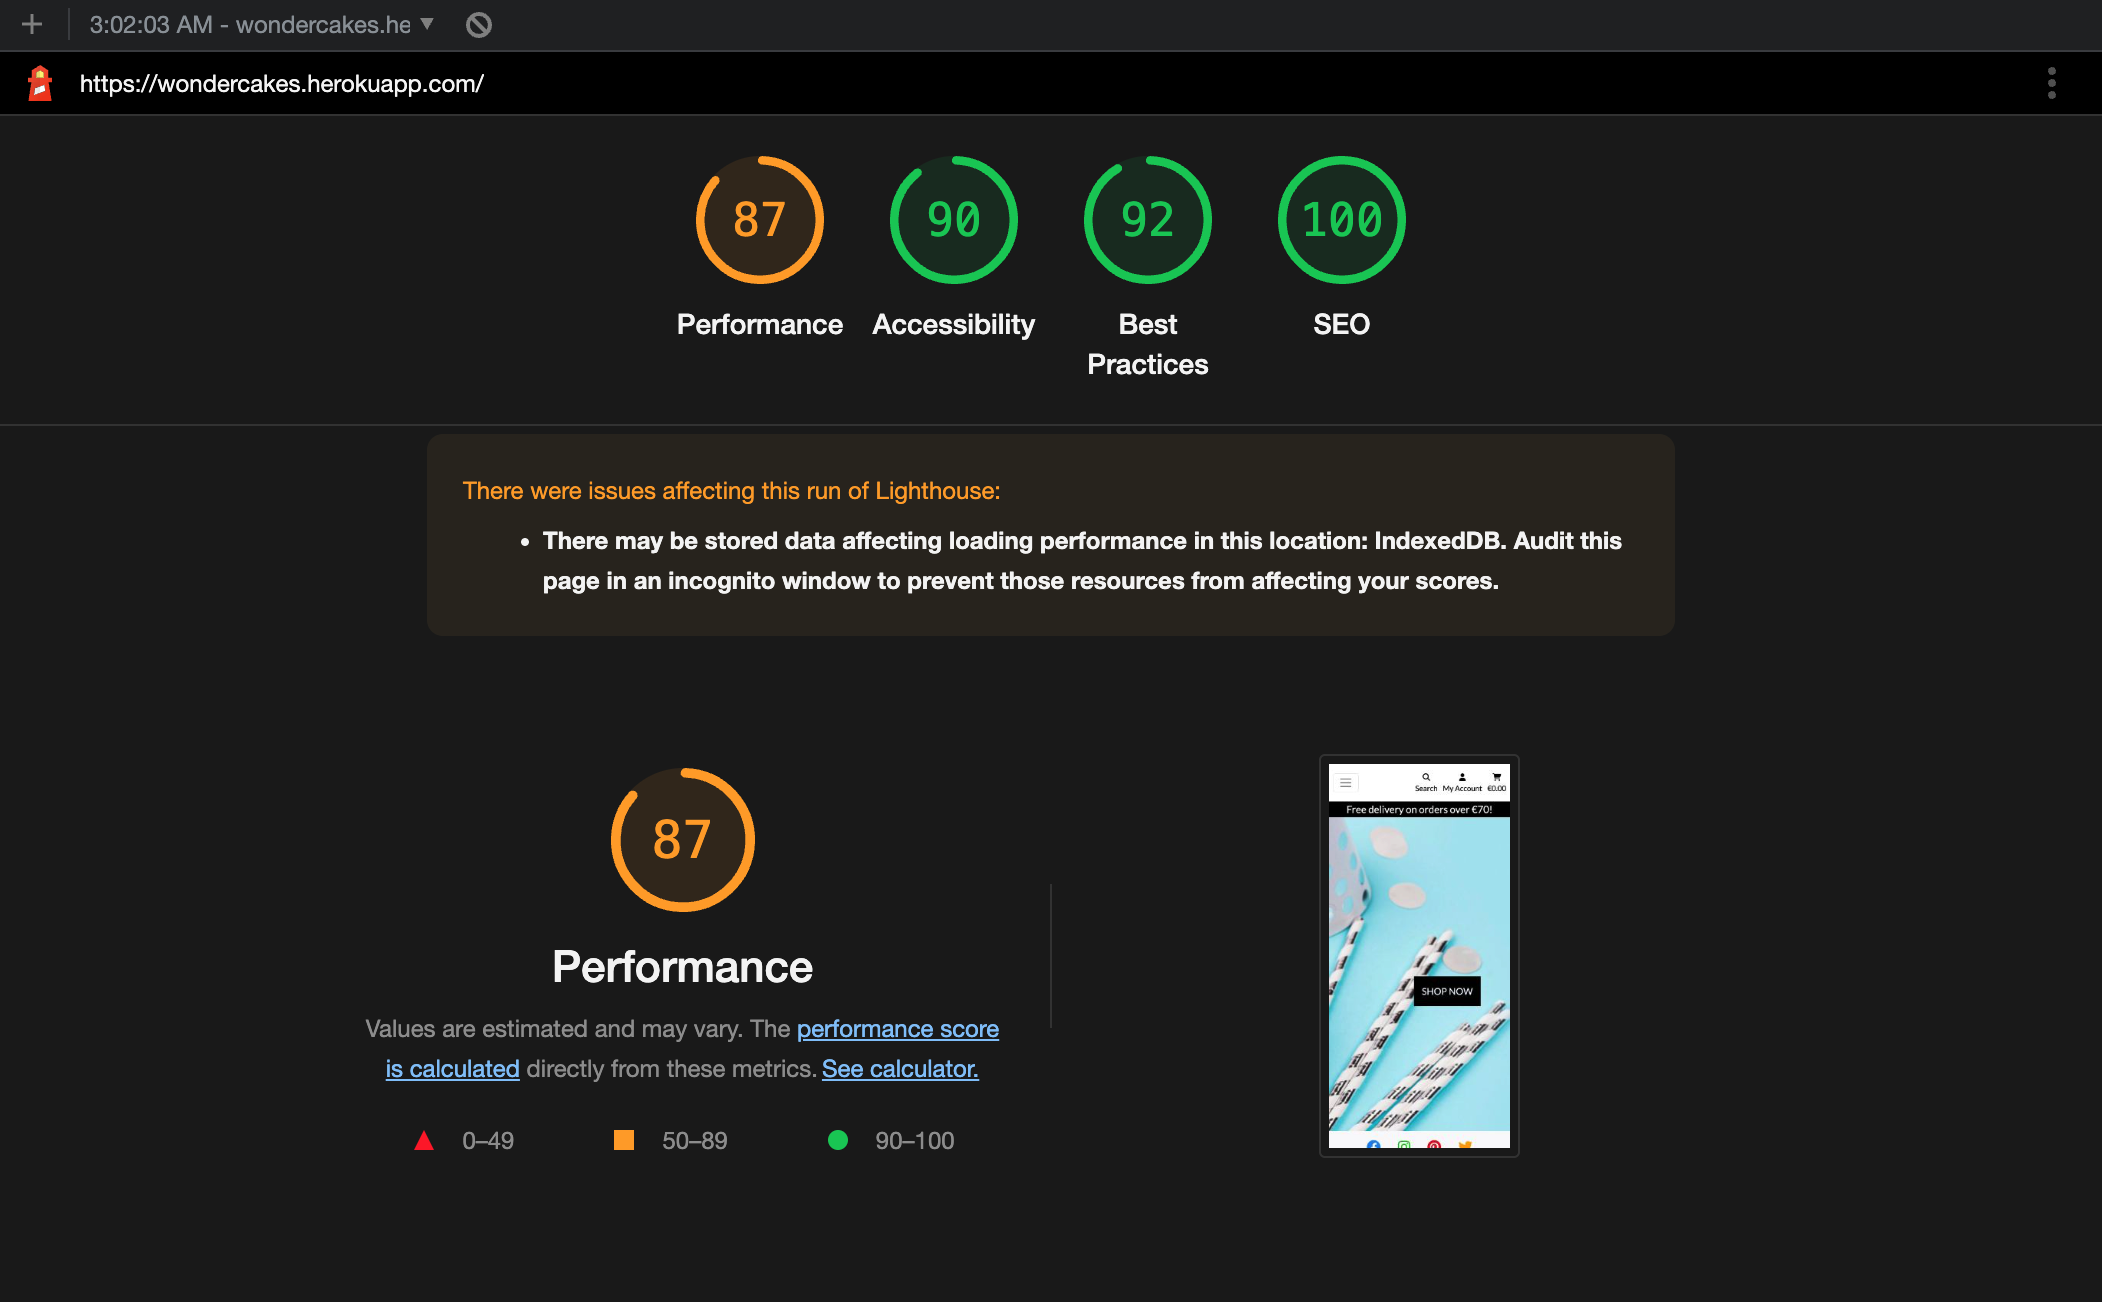 3:02:03 AM - wondercakes.he
https://wondercakes.herokuapp.com/
87
90
92
100
Performance
Accessibility
Best
Practices
SEO
There were issues affecting this run of Lighthouse:
There may be stored data affecting loading performance in this location: IndexedDB. Audit this
page in an incognito window to prevent those resources from affecting your scores.
87
Performance
Values are estimated and may vary. The performance score
is calculated directly from these metrics. See calculator.
0–49
50–89
90–100
Search My Account €0.00
Free delivery on orders over €70!
SHOP NOW